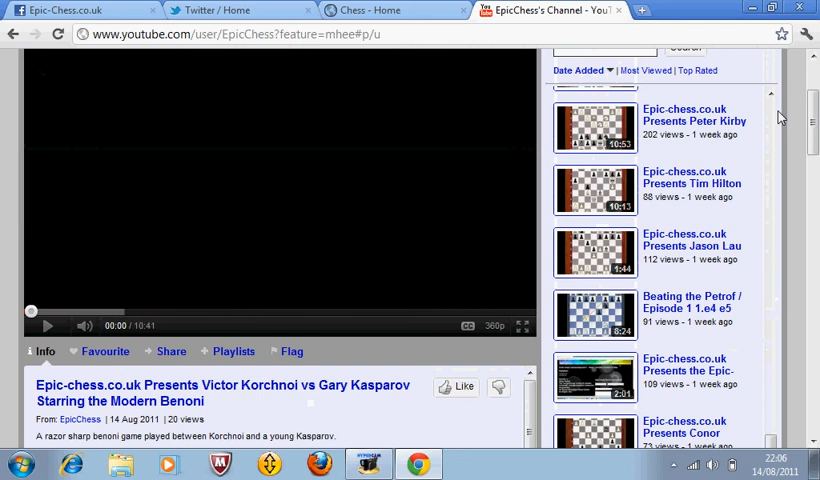 Epic-Chess.co.uk
Twitter / Home
Chess - Home
EpicChess's Channel - YouT
www.youtube.com/user/EpicChess?feature=mhee#p/u
Search
Date Added | Most Viewed | Top Rated
Epic-chess.co.uk
Presents Peter Kirby
202 views - 1 week ago
10:53
Epic-chess.co.uk
Presents Tim Hilton
88 views - 1 week ago
10:13
Epic-chess.co.uk
Presents Jason Lau
112 views - 1 week ago
1:44
Beating the Petrof /
Episode 1 1.e4 e5
91 views - 1 week ago
8:24
Epic-chess.co.uk
Presents the Epic-
109 views - 1 week ago
2:01
Epic-chess.co.uk
Presents Conor
73 views - 1 week ago
00:00 / 10:41
CC
360p
Info
Favourite
Share
Playlists
Flag
Epic-chess.co.uk Presents Victor Korchnoi vs Gary Kasparov
Starring the Modern Benoni
Like
From: EpicChess | 14 Aug 2011 | 20 views
A razor sharp benoni game played between Korchnoi and a young Kasparov.
22:06
14/08/2011